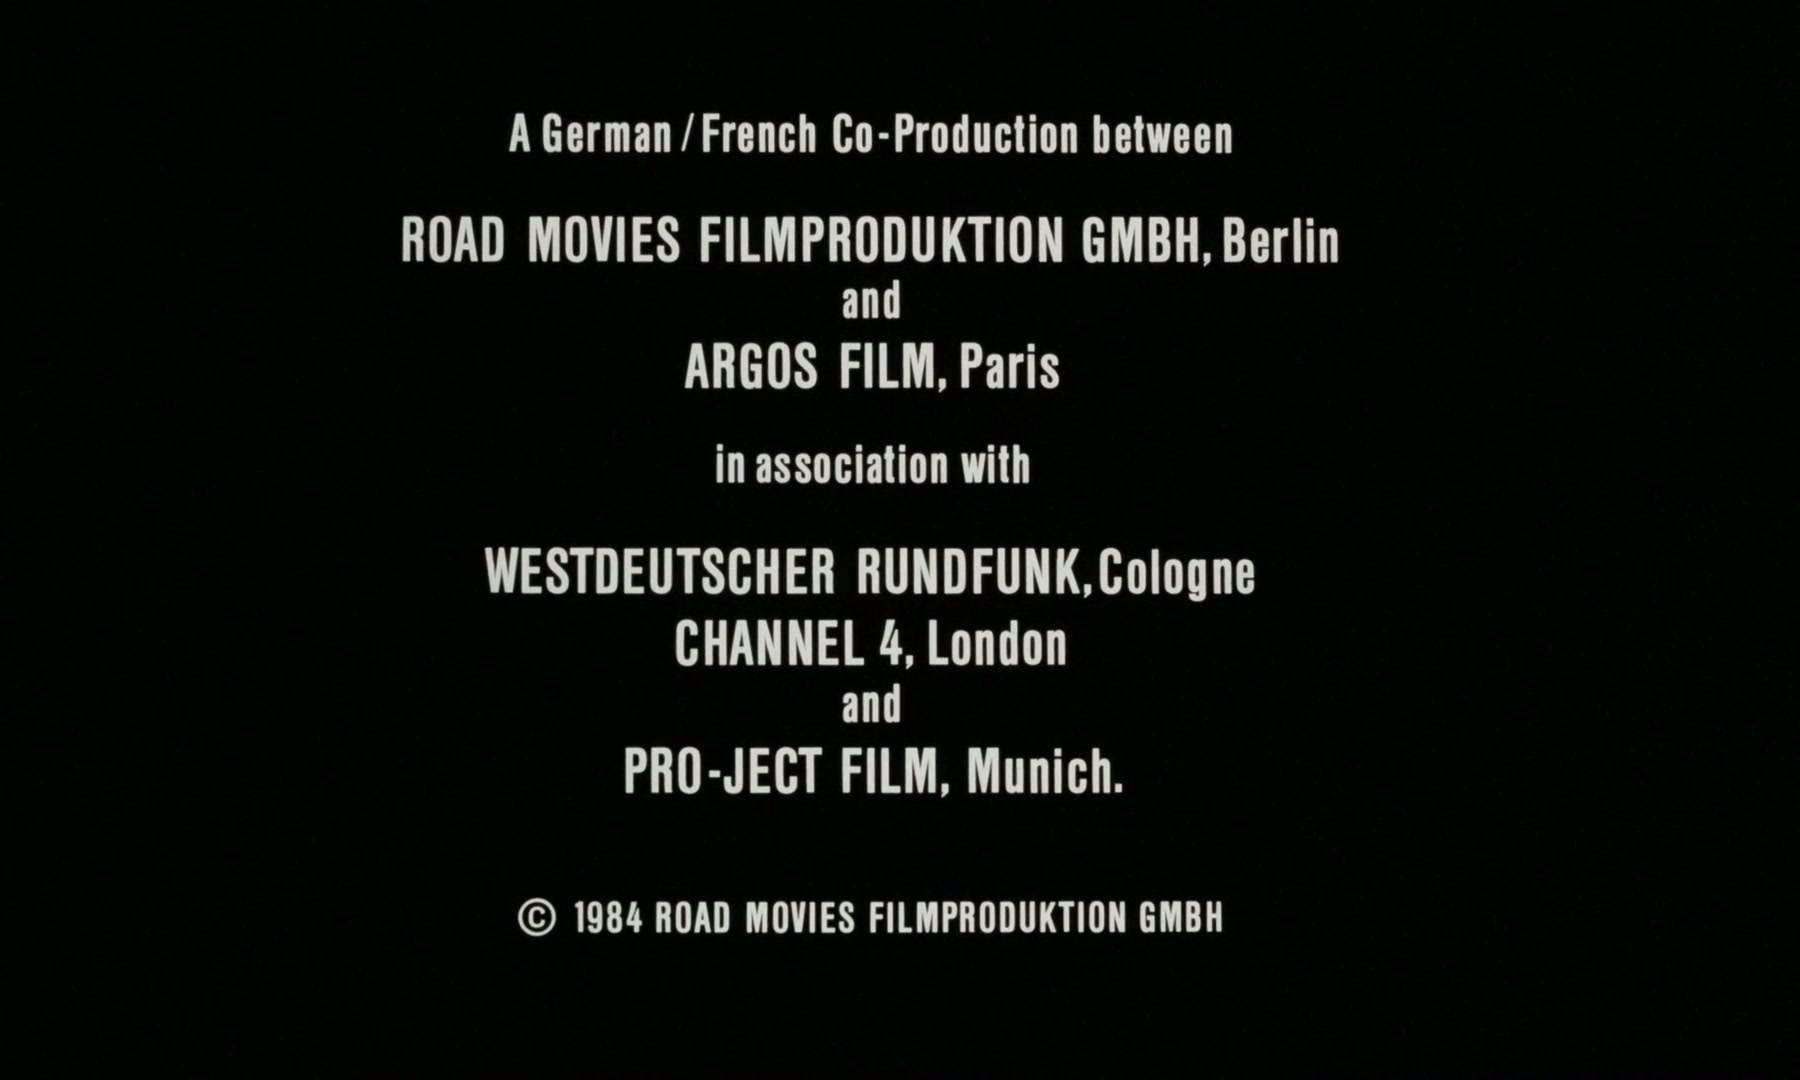 A German / French Co-Production between
ROAD MOVIES FILMPRODUKTION GMBH, Berlin
and
ARGOS FILM, Paris
in association with
WESTDEUTSCHER RUNDFUNK, Cologne
CHANNEL 4, London
and
PRO-JECT FILM, Munich.
© 1984 ROAD MOVIES FILMPRODUKTION GMBH